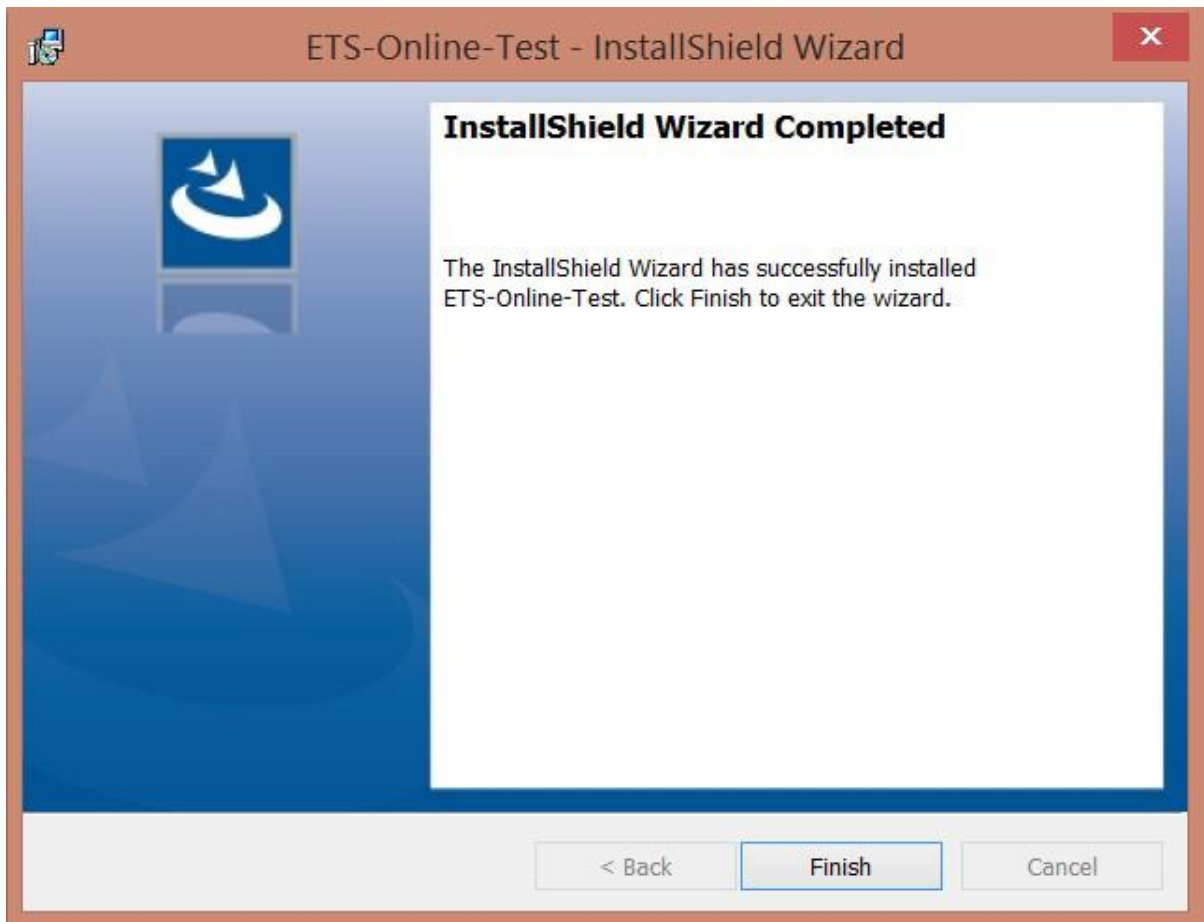 ETS-Online-Test - InstallShield Wizard
InstallShield Wizard Completed
The InstallShield Wizard has successfully installed
ETS-Online-Test. Click Finish to exit the wizard.
< Back
Finish
Cancel